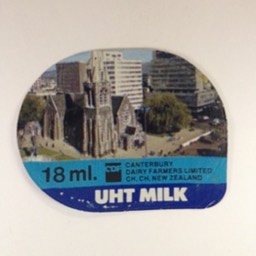 18 ml.
CANTERBURY
DAIRY FARMERS LIMITED
CH.CH. NEW ZEALAND
UHT MILK